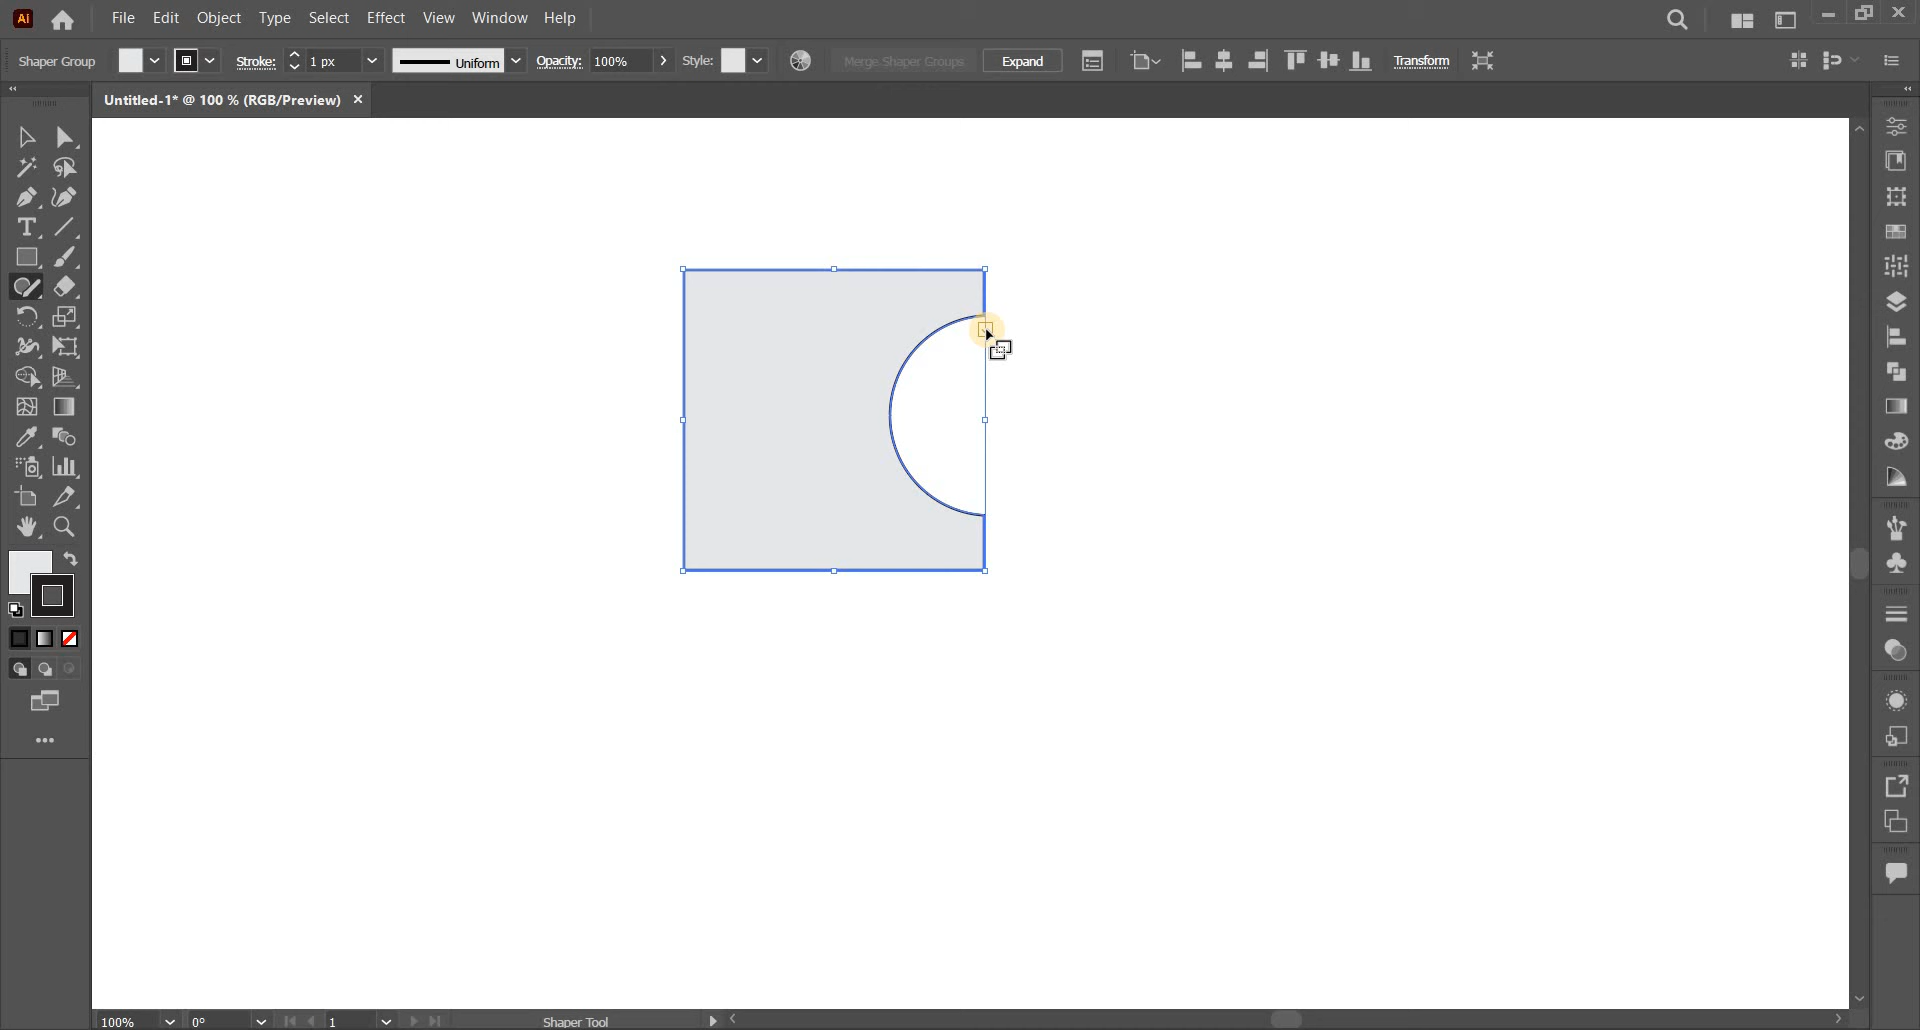 Ai File Edit Object Type Select Effect View Window Help
Shaper Group Stroke: 1 px Uniform Opacity: 100% Style: Merge Shaper Groups Expand Transform
Untitled-1* @ 100 % (RGB/Preview)
100% 0° 1 Shaper Tool